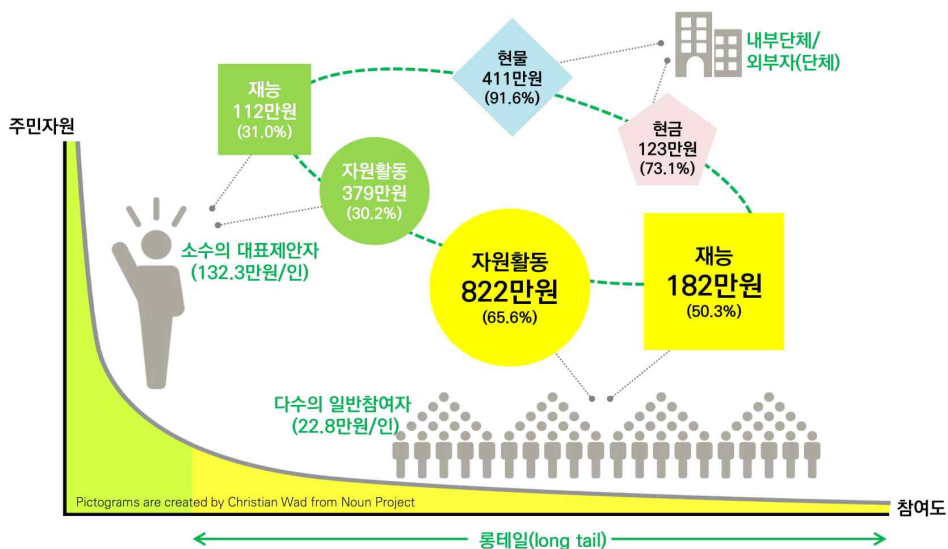 현물
411만원
(91.6%)
내부단체/
외부자(단체)
재능
112만원
(31.0%)
주민자원
현금
123만원
(73.1%)
자원활동
379만원
(30.2%)
소수의 대표제안자
(132.3만원/인)
자원활동
822만원
(65.6%)
재능
182만원
(50.3%)
다수의 일반참여자
(22.8만원/인)
Pictograms are created by Christian Wad from Noun Project
참여도
롱테일(long tail)